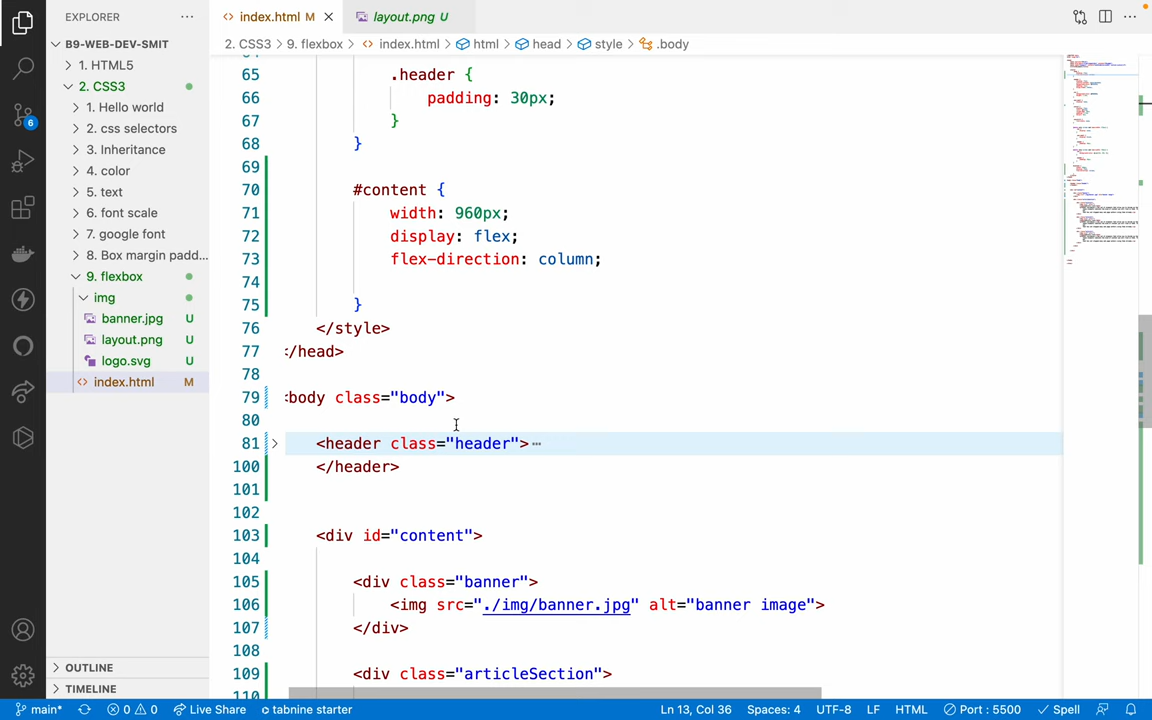 EXPLORER
index.html M
layout.png U
B9-WEB-DEV-SMIT
2. CSS3 > 9. flexbox > index.html > html > head > style > .body
1. HTML5
2. CSS3
1. Hello world
2. css selectors
3. Inheritance
4. color
5. text
6. font scale
7. google font
8. Box margin padd...
9. flexbox
img
banner.jpg U
layout.png U
logo.svg U
index.html M
OUTLINE
TIMELINE
6
65 .header {
66 padding: 30px;
67 }
68 }
69
70 #content {
71 width: 960px;
72 display: flex;
73 flex-direction: column;
74
75 }
76 </style>
77 </head>
78
79 <body class="body">
80
81 <header class="header"> ⋯
100 </header>
101
102
103 <div id="content">
104
105 <div class="banner">
106 <img src="./img/banner.jpg" alt="banner image">
107 </div>
108
109 <div class="articleSection">
110
main* 0 0 Live Share tabnine starter Ln 13, Col 36 Spaces: 4 UTF-8 LF HTML Port : 5500 Spell